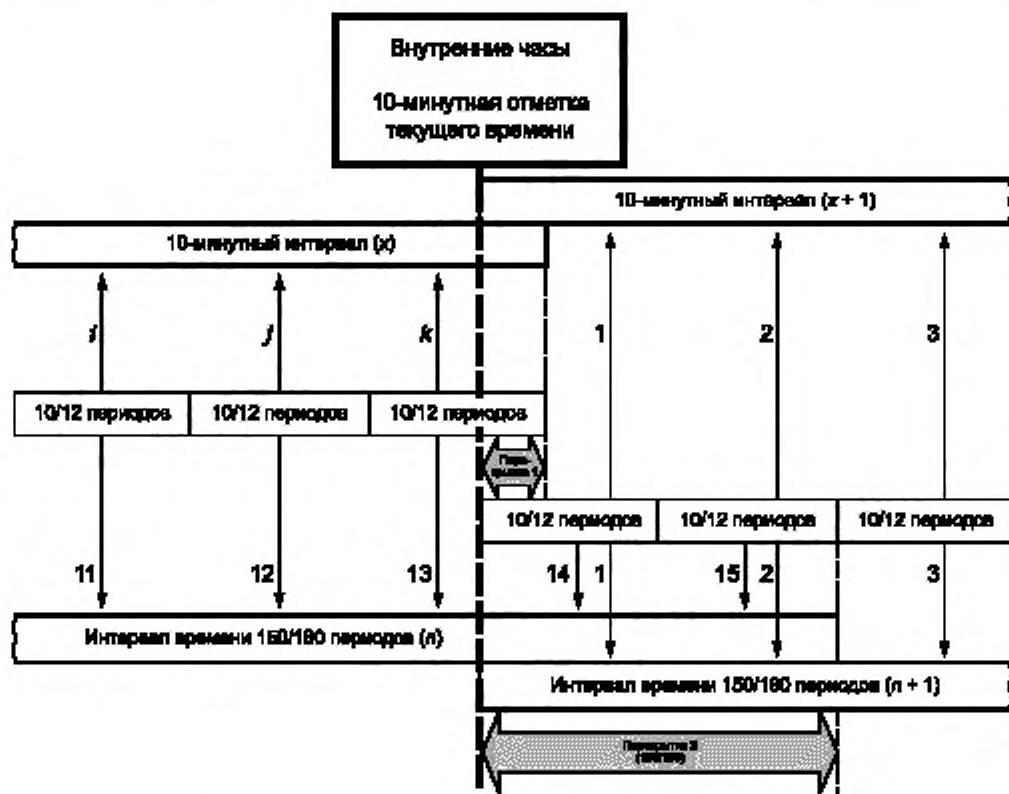 Внутренние часы
10-минутная отметка
текущего времени
10-минутный интервал (x + 1)
10-минутный интервал (x)
i
j
k
1
2
3
10/12 периодов
10/12 периодов
10/12 периодов
10/12 периодов
10/12 периодов
10/12 периодов
11
12
13
14
1
15
2
3
Интервал времени 150/180 периодов (n)
Интервал времени 150/180 периодов (n + 1)